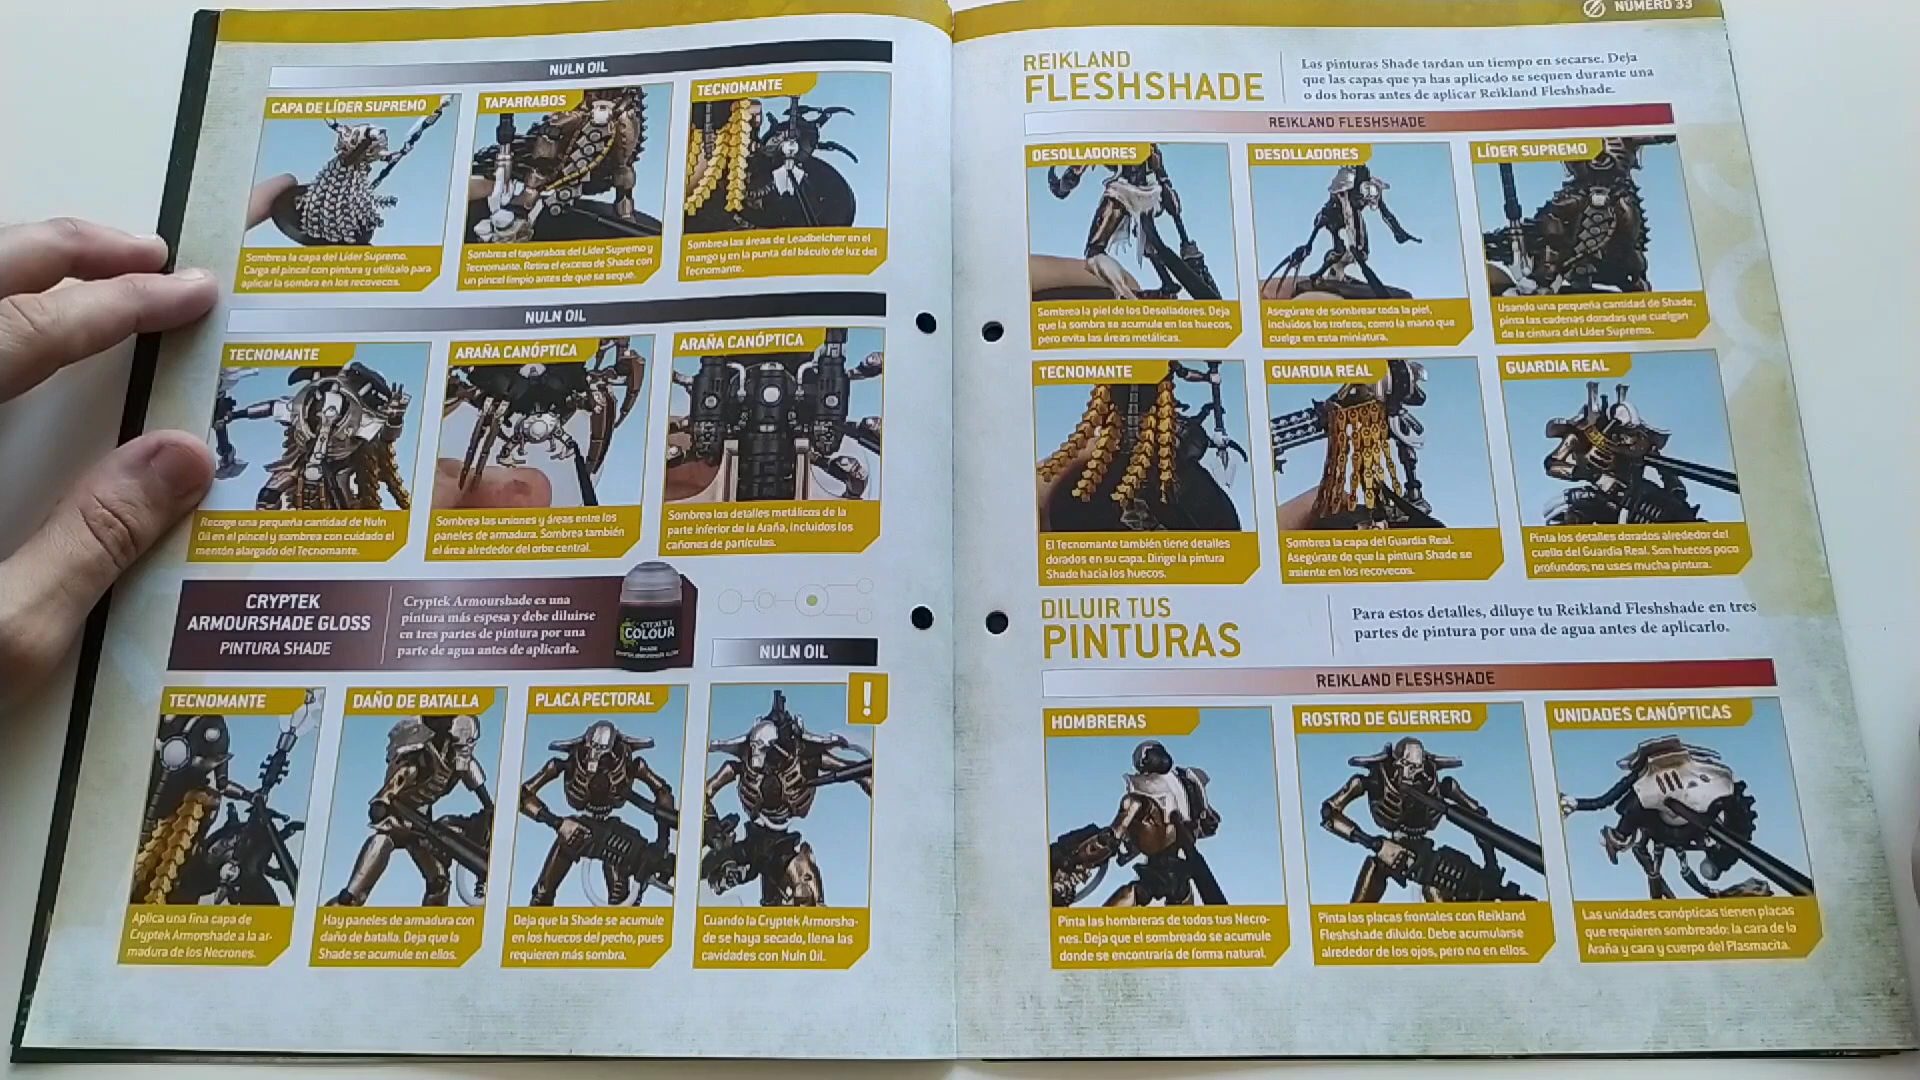 NULN OIL
CAPA DE LÍDER SUPREMO
Sombrea la capa del Líder Supremo.
Carga el pincel con pintura y utilízalo para
aplicar la sombra en los recovecos.
TAPARRABOS
Sombrea el taparrabos del Líder Supremo y
Tecnomante. Retira el exceso de Shade con
un pincel limpio antes de que se seque.
TECNOMANTE
Sombrea las áreas de Leadbelcher en el
mango y en la punta del báculo de luz del
Tecnomante.
NULN OIL
TECNOMANTE
Recoge una pequeña cantidad de Nuln
Oil en el pincel y sombrea con cuidado el
mentón alargado del Tecnomante.
ARAÑA CANÓPTICA
Sombrea las uniones y áreas entre los
paneles de armadura. Sombrea también
el área alrededor del orbe central.
ARAÑA CANÓPTICA
Sombrea los detalles metálicos de la
parte inferior de la Araña, incluidos los
cañones de partículas.
CRYPTEK
ARMOURSHADE GLOSS
PINTURA SHADE
Cryptek Armourshade es una
pintura más espesa y debe diluirse
en tres partes de pintura por una
parte de agua antes de aplicarla.
CITADEL
COLOUR
SHADE
NULN OIL
TECNOMANTE
Aplica una fina capa de
Cryptek Armorshade a la ar-
madura de los Necrones.
DAÑO DE BATALLA
Hay paneles de armadura con
daño de batalla. Deja que la
Shade se acumule en ellos.
PLACA PECTORAL
Deja que la Shade se acumule
en los huecos del pecho, pues
requieren más sombra.
!
Cuando la Cryptek Armorsha-
de se haya secado, llena las
cavidades con Nuln Oil.
NÚMERO 33
REIKLAND
FLESHSHADE
Las pinturas Shade tardan un tiempo en secarse. Deja
que las capas que ya has aplicado se sequen durante una
o dos horas antes de aplicar Reikland Fleshshade.
REIKLAND FLESHSHADE
DESOLLADORES
Sombrea la piel de los Desolladores. Deja
que la sombra se acumule en los huecos,
pero evita las áreas metálicas.
DESOLLADORES
Asegúrate de sombrear toda la piel,
incluidos los trofeos, como la mano que
cuelga en esta miniatura.
LÍDER SUPREMO
Usando una pequeña cantidad de Shade,
pinta las cadenas doradas que cuelgan
de la cintura del Líder Supremo.
TECNOMANTE
El Tecnomante también tiene detalles
dorados en su capa. Dirige la pintura
Shade hacia los huecos.
GUARDIA REAL
Sombrea la capa del Guardia Real.
Asegúrate de que la pintura Shade se
asiente en los recovecos.
GUARDIA REAL
Pinta los detalles dorados alrededor del
cuello del Guardia Real. Son huecos poco
profundos; no uses mucha pintura.
DILUIR TUS
PINTURAS
Para estos detalles, diluye tu Reikland Fleshshade en tres
partes de pintura por una de agua antes de aplicarlo.
REIKLAND FLESHSHADE
HOMBRERAS
Pinta las hombreras de todos tus Necro-
nes. Deja que el sombreado se acumule
donde se encontraría de forma natural.
ROSTRO DE GUERRERO
Pinta las placas frontales con Reikland
Fleshshade diluido. Debe acumularse
alrededor de los ojos, pero no en ellos.
UNIDADES CANÓPTICAS
Las unidades canópticas tienen placas
que requieren sombreado: la cara de la
Araña y cara y cuerpo del Plasmacita.